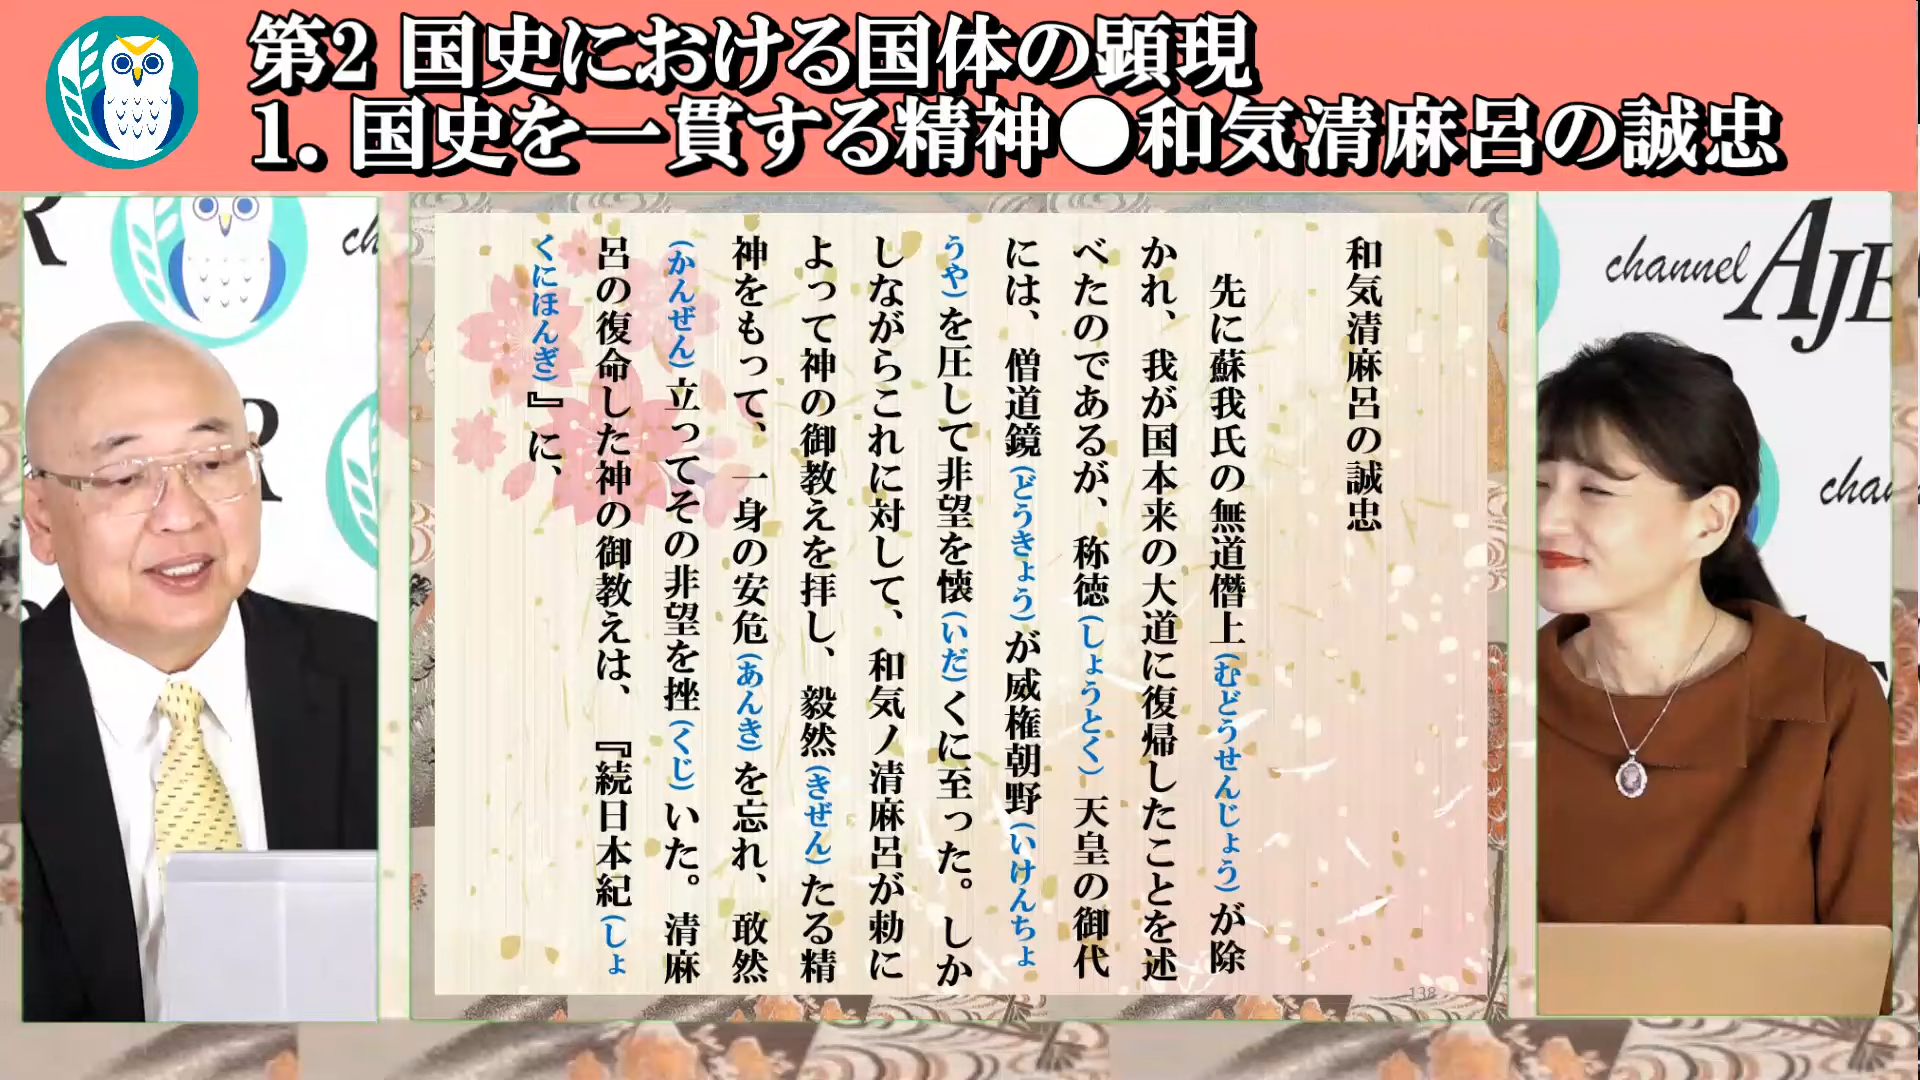 第2 国史における国体の顕現
1. 国史を一貫する精神●和気清麻呂の誠忠
和気清麻呂の誠忠
先に蘇我氏の無道僭上(むどうせんじょう)が除
かれ、我が国本来の大道に復帰したことを述
べたのであるが、称徳(しょうとく)天皇の御代
には、僧道鏡(どうきょう)が威権朝野(いけんちょ
うや)を圧して非望を懐(いだ)くに至った。しか
しながらこれに対して、和気ノ清麻呂が勅に
よって神の御教えを拝し、毅然(きぜん)たる精
神をもって、一身の安危(あんき)を忘れ、敢然
(かんぜん)立ってその非望を挫(くじ)いた。清麻
呂の復命した神の御教えは、『続日本紀(しょ
くにほんぎ)』に、
138
R
ch
R
channel AJE
chan